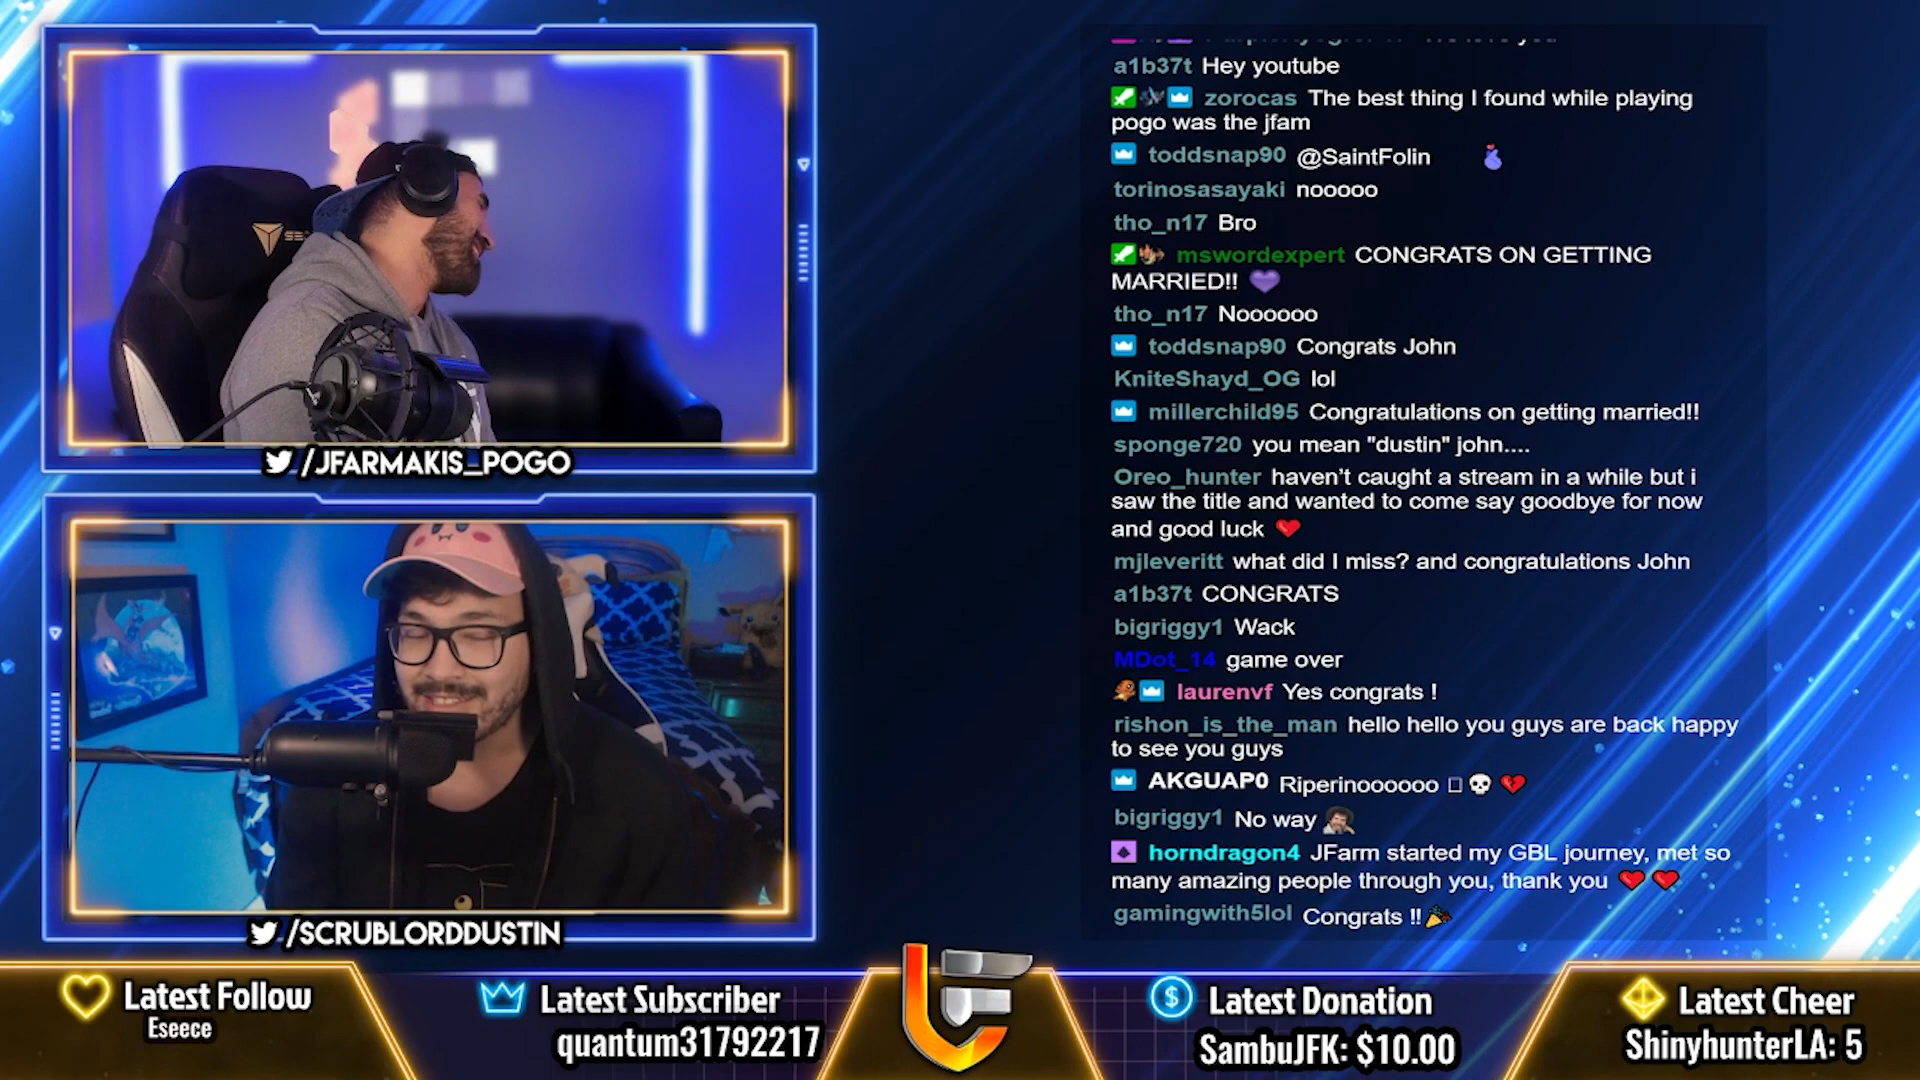 /JFARMAKIS_POGO
/SCRUBLORDDUSTIN
a1b37t Hey youtube
zorocas The best thing I found while playing
pogo was the jfam
toddsnap90 @SaintFolin
torinosasayaki nooooo
tho_n17 Bro
mswordexpert CONGRATS ON GETTING
MARRIED!!
tho_n17 Noooooo
toddsnap90 Congrats John
KniteShayd_OG lol
millerchild95 Congratulations on getting married!!
sponge720 you mean "dustin" john....
Oreo_hunter haven't caught a stream in a while but i
saw the title and wanted to come say goodbye for now
and good luck
mjleveritt what did I miss? and congratulations John
a1b37t CONGRATS
bigriggy1 Wack
MDot_14 game over
laurenvf Yes congrats !
rishon_is_the_man hello hello you guys are back happy
to see you guys
AKGUAP0 Riperinoooooo
bigriggy1 No way
horndragon4 JFarm started my GBL journey, met so
many amazing people through you, thank you
gamingwith5lol Congrats !!
Latest Follow
Eseece
Latest Subscriber
quantum31792217
Latest Donation
SambuJFK: $10.00
Latest Cheer
ShinyhunterLA: 5